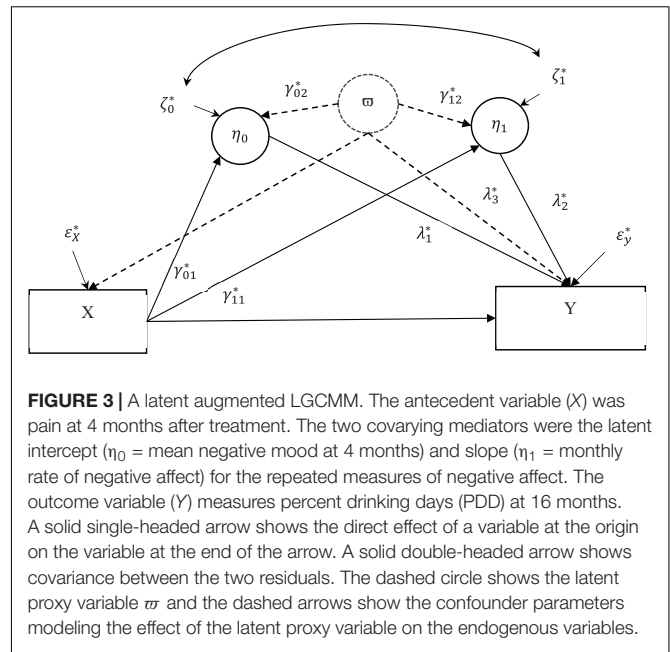 ζ₀*
γ₀₂*
ϖ
γ₁₂*
ζ₁*
η₀
η₁
λ₃*
λ₂*
ε_X*
λ₁*
ε_y*
γ₀₁*
X
γ₁₁*
Y
FIGURE 3 | A latent augmented LGCMM. The antecedent variable (X) was
pain at 4 months after treatment. The two covarying mediators were the latent
intercept (η₀ = mean negative mood at 4 months) and slope (η₁ = monthly
rate of negative affect) for the repeated measures of negative affect. The
outcome variable (Y) measures percent drinking days (PDD) at 16 months.
A solid single-headed arrow shows the direct effect of a variable at the origin
on the variable at the end of the arrow. A solid double-headed arrow shows
covariance between the two residuals. The dashed circle shows the latent
proxy variable ϖ and the dashed arrows show the confounder parameters
modeling the effect of the latent proxy variable on the endogenous variables.